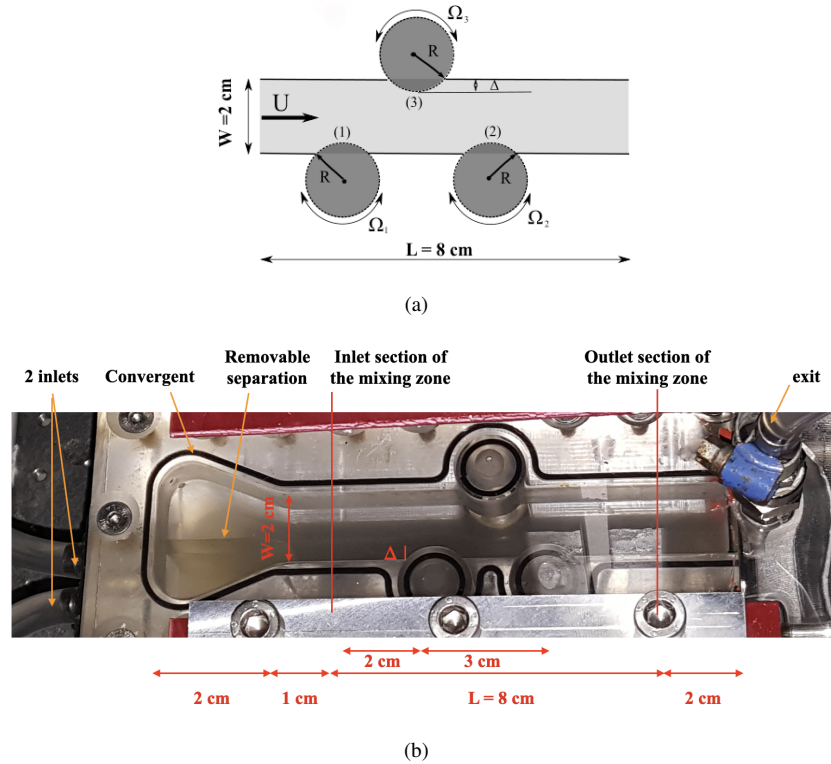 Ω₃
R
Δ
(3)
W =2 cm
U
(1)
(2)
R
R
Ω₁
Ω₂
L = 8 cm
(a)
2 inlets
Convergent
Removable
separation
Inlet section of
the mixing zone
Outlet section of
the mixing zone
exit
W=2 cm
Δ
2 cm
3 cm
2 cm
1 cm
L = 8 cm
2 cm
(b)